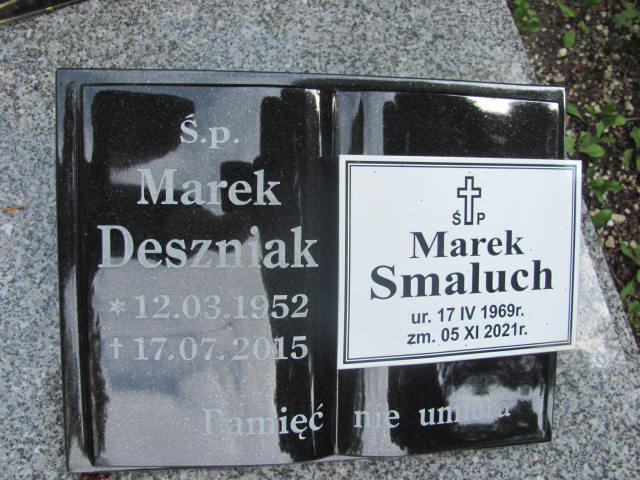 Ś.p.
Marek
Deszniak
* 12.03.1952
† 17.07.2015
Ś P
Marek
Smaluch
ur. 17 IV 1969r.
zm. 05 XI 2021r.
Pamięć nie umiera